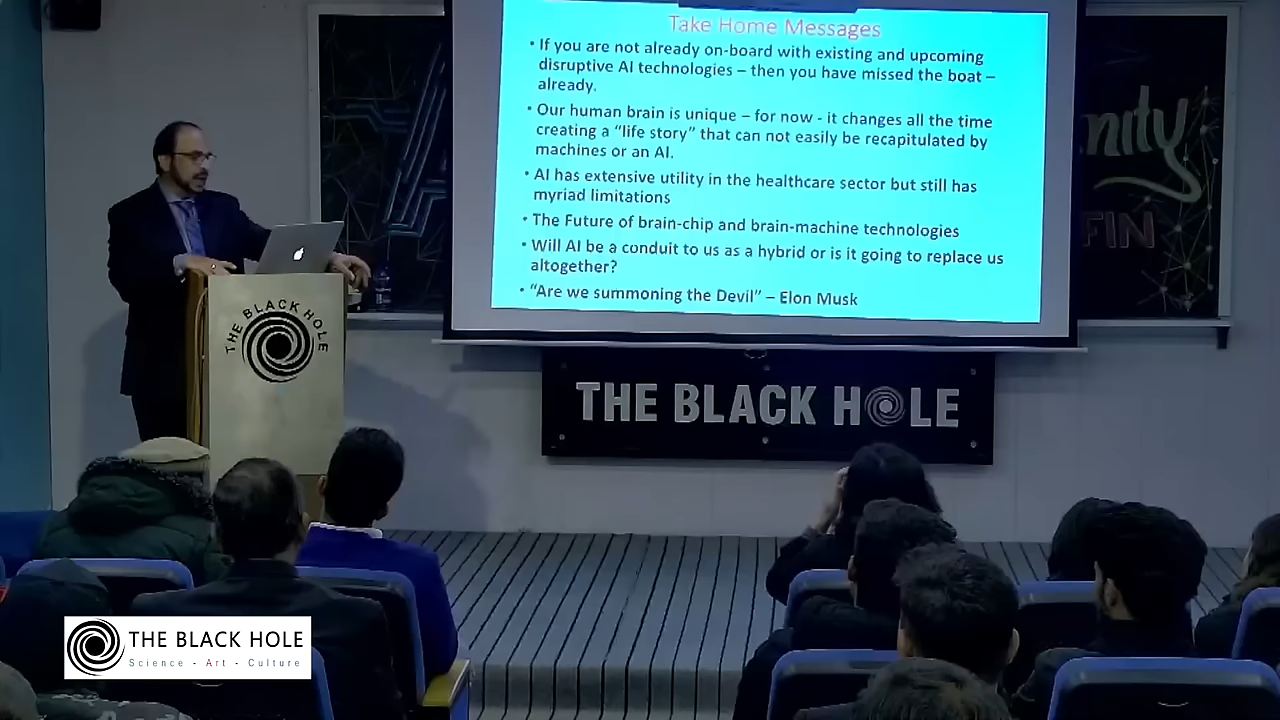 Take Home Messages
• If you are not already on-board with existing and upcoming
disruptive AI technologies – then you have missed the boat –
already.
• Our human brain is unique – for now - it changes all the time
creating a “life story” that can not easily be recapitulated by
machines or an AI.
• AI has extensive utility in the healthcare sector but still has
myriad limitations
• The Future of brain-chip and brain-machine technologies
• Will AI be a conduit to us as a hybrid or is it going to replace us
altogether?
• “Are we summoning the Devil” – Elon Musk
THE BLACK HOLE
THE BLACK HOLE
THE BLACK HOLE
Science - Art - Culture